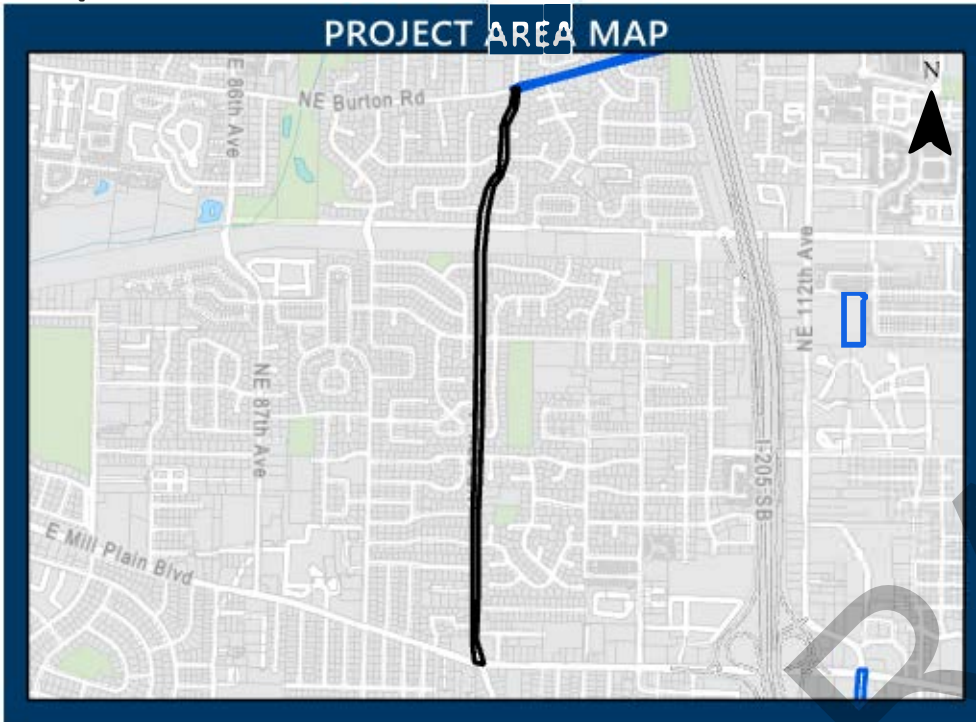 PROJECT AREA MAP
N
NE Burton Rd
E 86th Ave
NE 112th Ave
NE 87th Ave
I-205 SB
E Mill Plain Blvd